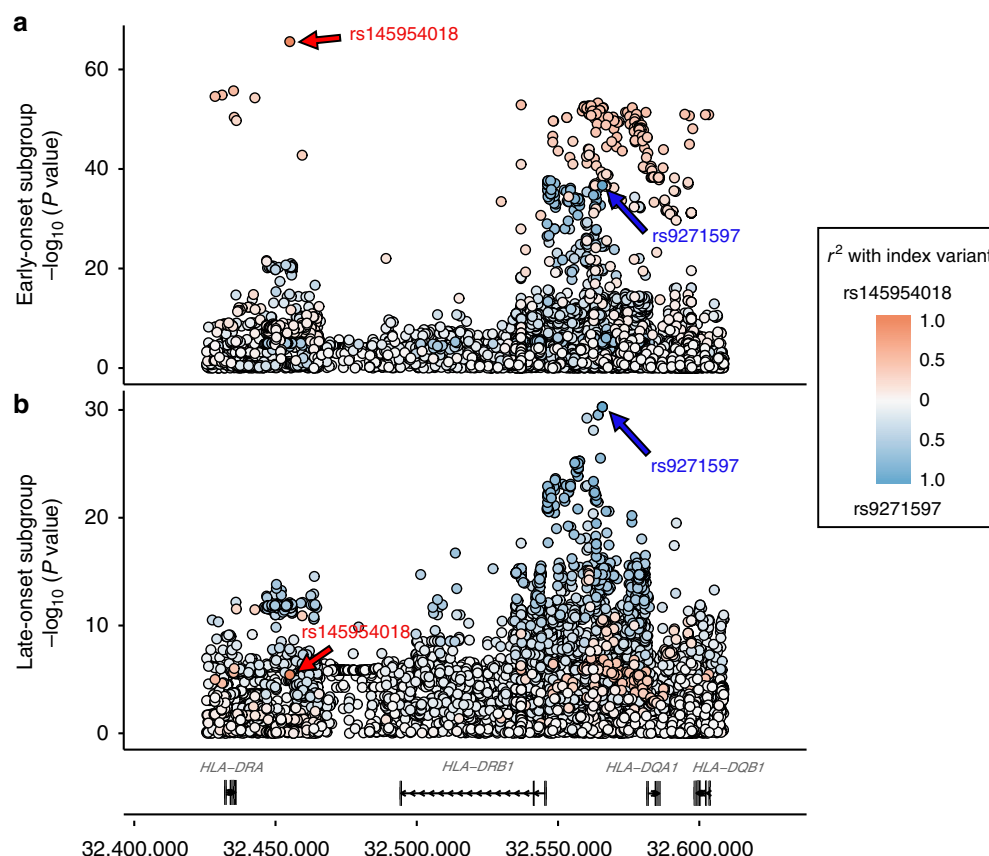 a
rs145954018
60
40
20
0
Early-onset subgroup
−log10 (P value)
rs9271597
b
30
20
10
0
Late-onset subgroup
−log10 (P value)
rs9271597
rs145954018
r2 with index variant
rs145954018
1.0
0.5
0
0.5
1.0
rs9271597
HLA−DRA HLA−DRB1 HLA−DQA1 HLA−DQB1
32,400,000 32,450,000 32,500,000 32,550,000 32,600,000